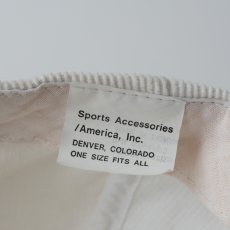 Sports Accessories
/America, Inc.
DENVER, COLORADO
ONE SIZE FITS ALL